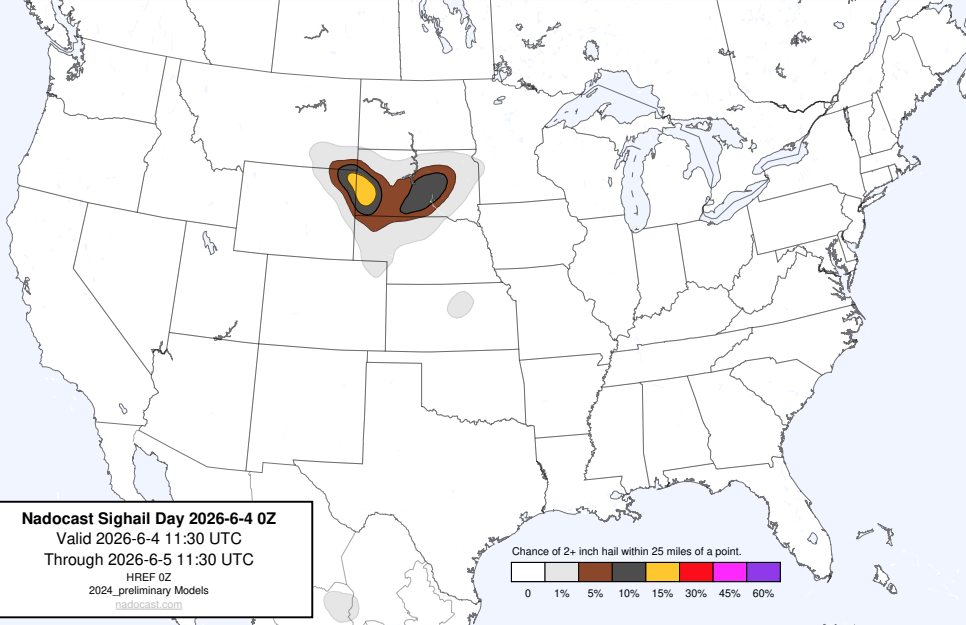 Nadocast Sighail Day 2026-6-4 0Z
Valid 2026-6-4 11:30 UTC
Through 2026-6-5 11:30 UTC
HREF 0Z
2024_preliminary Models
nadocast.com
Chance of 2+ inch hail within 25 miles of a point.
0 1% 5% 10% 15% 30% 45% 60%